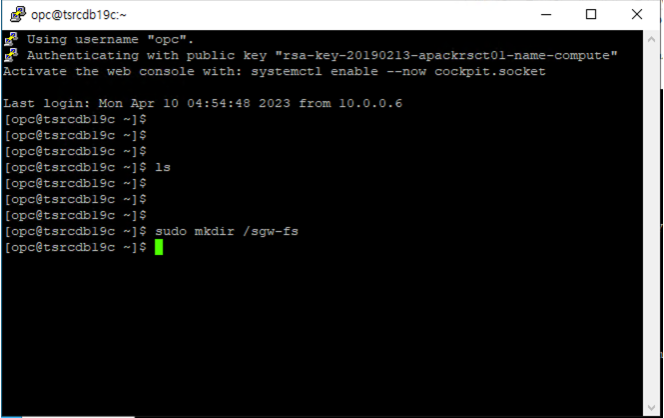 opc@tsrcdb19c:~
Using username "opc".
Authenticating with public key "rsa-key-20190213-apackrsct01-name-compute"
Activate the web console with: systemctl enable --now cockpit.socket
Last login: Mon Apr 10 04:54:48 2023 from 10.0.0.6
[opc@tsrcdb19c ~]$
[opc@tsrcdb19c ~]$
[opc@tsrcdb19c ~]$
[opc@tsrcdb19c ~]$ ls
[opc@tsrcdb19c ~]$
[opc@tsrcdb19c ~]$
[opc@tsrcdb19c ~]$
[opc@tsrcdb19c ~]$ sudo mkdir /sgw-fs
[opc@tsrcdb19c ~]$